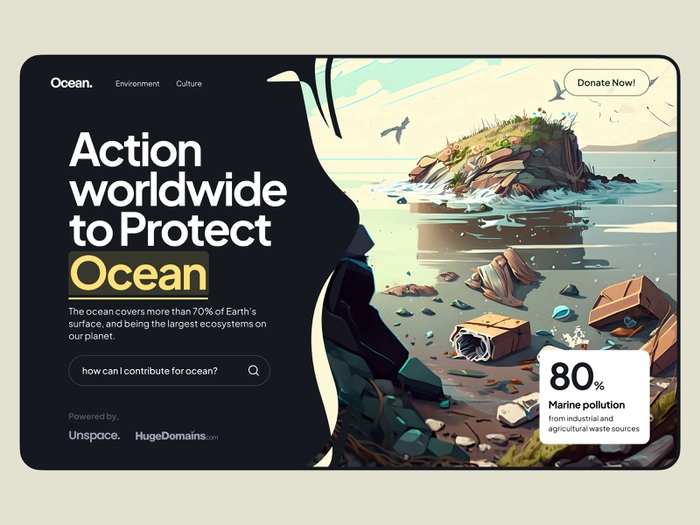 Ocean.
Environment
Culture
Donate Now!
Action
worldwide
to Protect
Ocean
The ocean covers more than 70% of Earth's
surface, and being the largest ecosystems on
our planet.
how can I contribute for ocean?
Powered by,
Unspace.
HugeDomains.com
80%
Marine pollution
from industrial and
agricultural waste sources